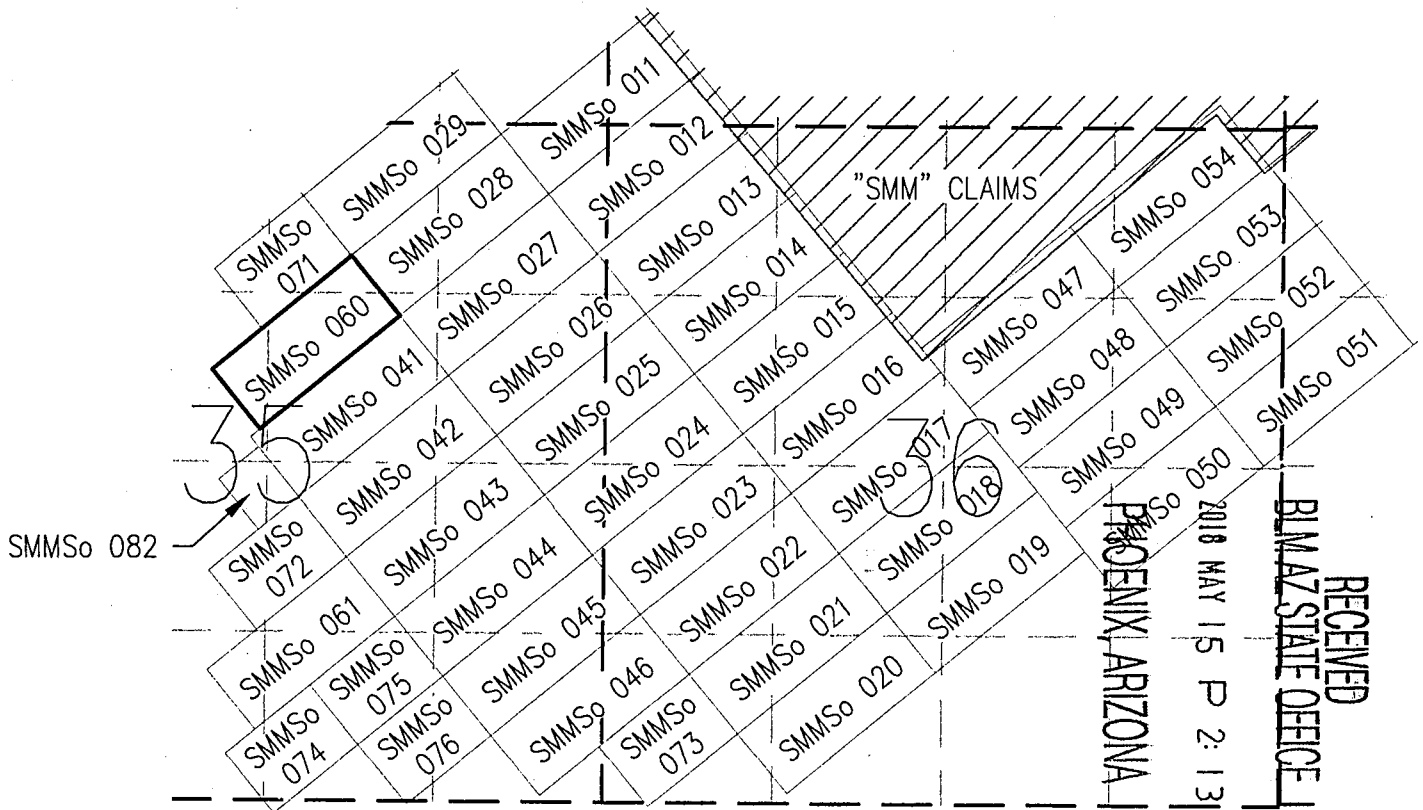 SMMSo 011
SMMSo 029
SMMSo 012
SMMSo 028
"SMM" CLAIMS
SMMSo 054
SMMSo 013
SMMSo
071
SMMSo 027
SMMSo 053
SMMSo 014
SMMSo 047
SMMSo 060
SMMSo 026
SMMSo 052
SMMSo 015
SMMSo 048
SMMSo 041
SMMSo 025
SMMSo 051
SMMSo 016
35
SMMSo 042
SMMSo 024
SMMSo 049
SMMSo 017
36
SMMSo 043
SMMSo 023
SMMSo 018
SMMSo 050
SMMSo 082
SMMSo
072
SMMSo 044
SMMSo 022
SMMSo 019
SMMSo 061
SMMSo 045
SMMSo 021
SMMSo
075
SMMSo 046
SMMSo 020
SMMSo
074
SMMSo
076
SMMSo
073
RECEIVED
BLM AZ STATE OFFICE
2018 MAY 15 P 2:13
PHOENIX, ARIZONA